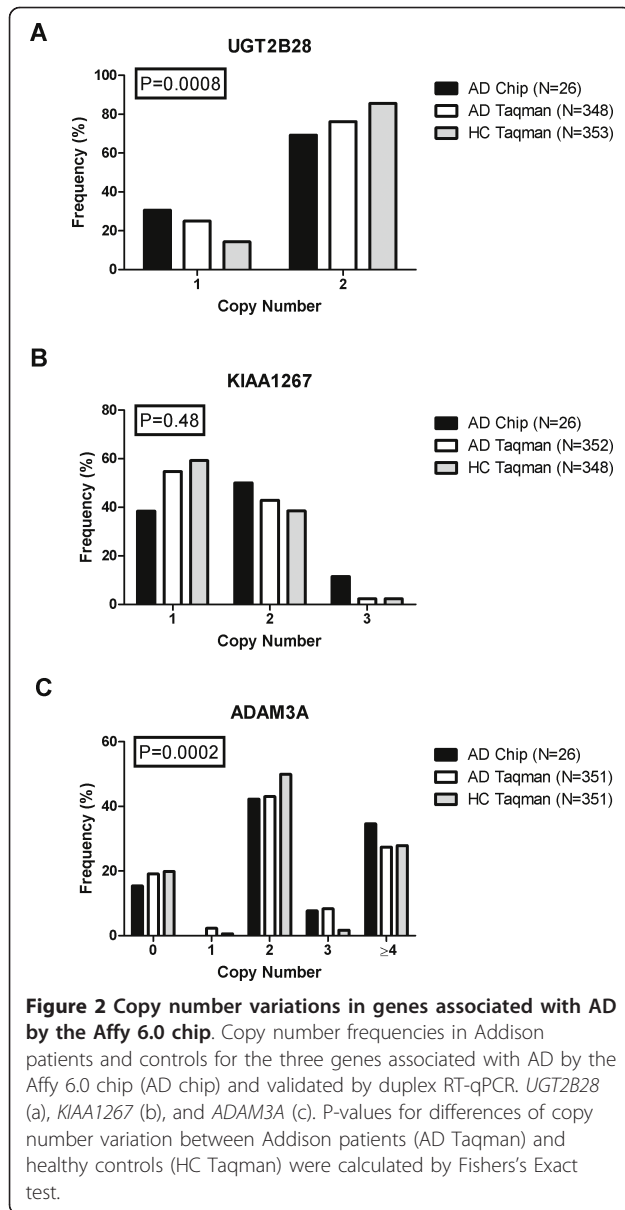 A
UGT2B28
P=0.0008
AD Chip (N=26)
AD Taqman (N=348)
HC Taqman (N=353)
Frequency (%)
100
80
60
40
20
0
1 2
Copy Number
B
KIAA1267
P=0.48
AD Chip (N=26)
AD Taqman (N=352)
HC Taqman (N=348)
Frequency (%)
80
60
40
20
0
1 2 3
Copy Number
C
ADAM3A
P=0.0002
AD Chip (N=26)
AD Taqman (N=351)
HC Taqman (N=351)
Frequency (%)
60
40
20
0
0 1 2 3 ≥4
Copy Number
Figure 2 Copy number variations in genes associated with AD
by the Affy 6.0 chip. Copy number frequencies in Addison
patients and controls for the three genes associated with AD by the
Affy 6.0 chip (AD chip) and validated by duplex RT-qPCR. UGT2B28
(a), KIAA1267 (b), and ADAM3A (c). P-values for differences of copy
number variation between Addison patients (AD Taqman) and
healthy controls (HC Taqman) were calculated by Fishers's Exact
test.